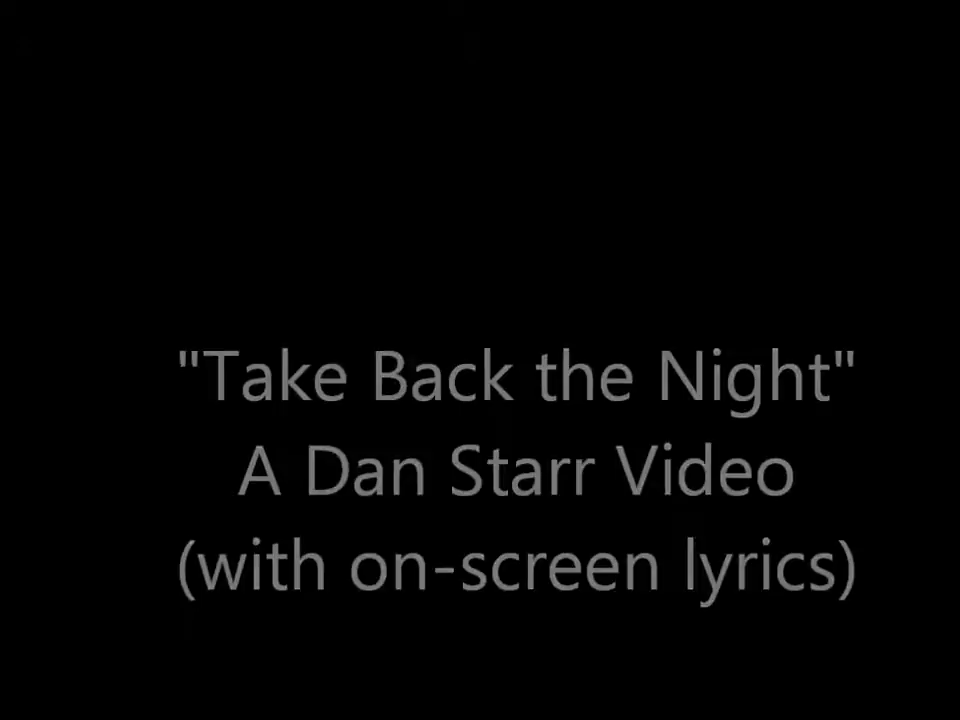 "Take Back the Night"
A Dan Starr Video
(with on-screen lyrics)